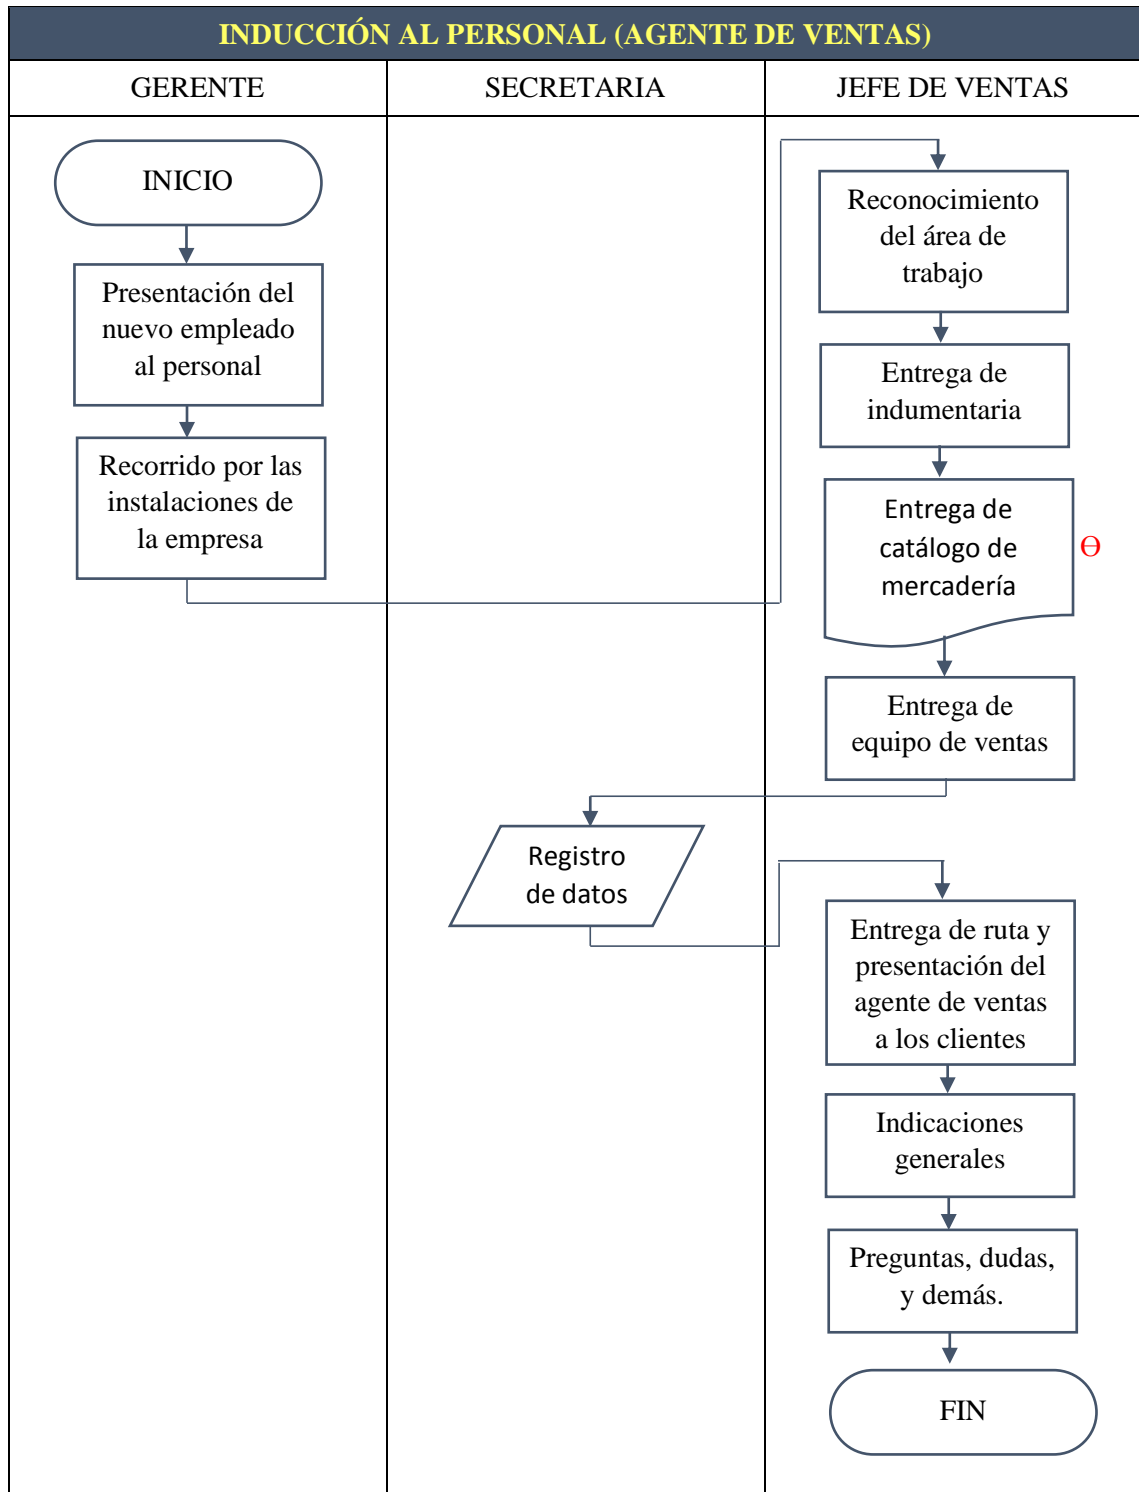 INDUCCIÓN AL PERSONAL (AGENTE DE VENTAS)
GERENTE
SECRETARIA
JEFE DE VENTAS
INICIO
Presentación del
nuevo empleado
al personal
Recorrido por las
instalaciones de
la empresa
Reconocimiento
del área de
trabajo
Entrega de
indumentaria
Entrega de
catálogo de
mercadería
ϴ
Entrega de
equipo de ventas
Registro
de datos
Entrega de ruta y
presentación del
agente de ventas
a los clientes
Indicaciones
generales
Preguntas, dudas,
y demás.
FIN